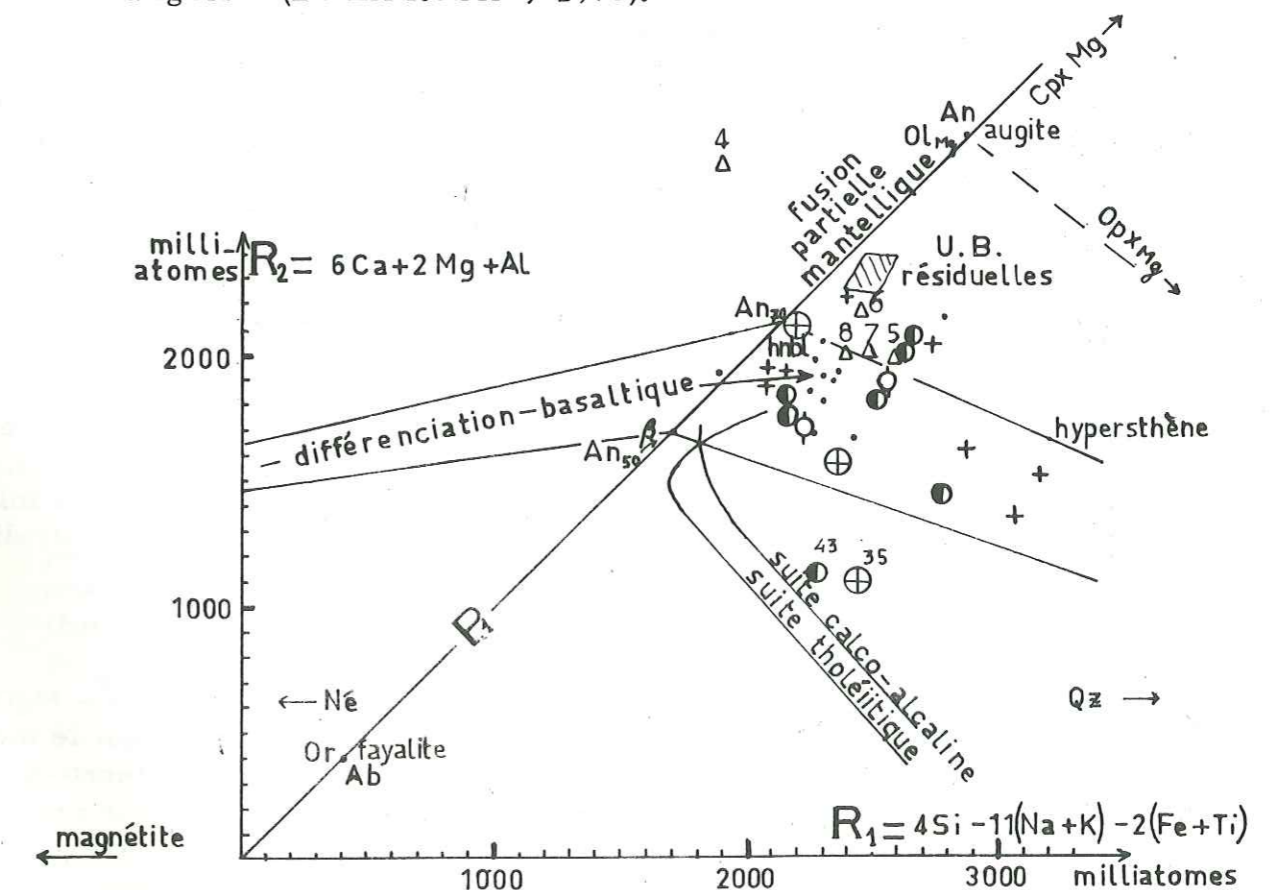 Cpx Mg
An
Ol Mg
augite
4
fusion
partielle
mantellique
Opx Mg
milli-
atomes
R2 = 6Ca+2Mg+Al
U.B.
résiduelles
An70
6
hnbl
8 7 5
2000
- différenciation-basaltique
hypersthène
β
An50
43
35
suite calco-alcaline
suite tholéiitique
1000
P1
←Né
Qz →
Or fayalite
Ab
magnétite
R1 = 4Si-11(Na+K)-2(Fe+Ti)
1000
2000
3000
milliatomes